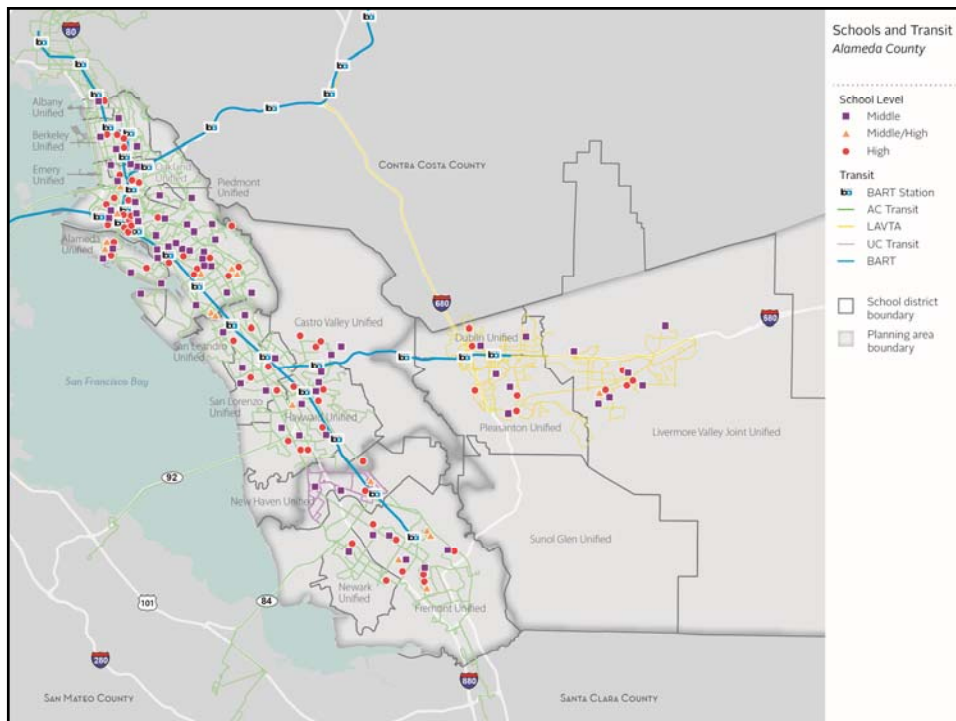 Schools and Transit
Alameda County
School Level
Middle
Middle/High
High
Transit
BART Station
AC Transit
LAVTA
UC Transit
BART
School district
boundary
Planning area
boundary
80
Albany
Unified
Berkeley
Unified
Emery
Unified
Oakland
Unified
Piedmont
Unified
CONTRA COSTA COUNTY
Alameda
Unified
680
680
Castro Valley Unified
Dublin Unified
San Leandro
Unified
San Francisco Bay
San Lorenzo
Unified
Hayward Unified
Pleasanton Unified
Livermore Valley Joint Unified
92
New Haven Unified
Sunol Glen Unified
Newark
Unified
Fremont Unified
84
101
280
880
SAN MATEO COUNTY
SANTA CLARA COUNTY